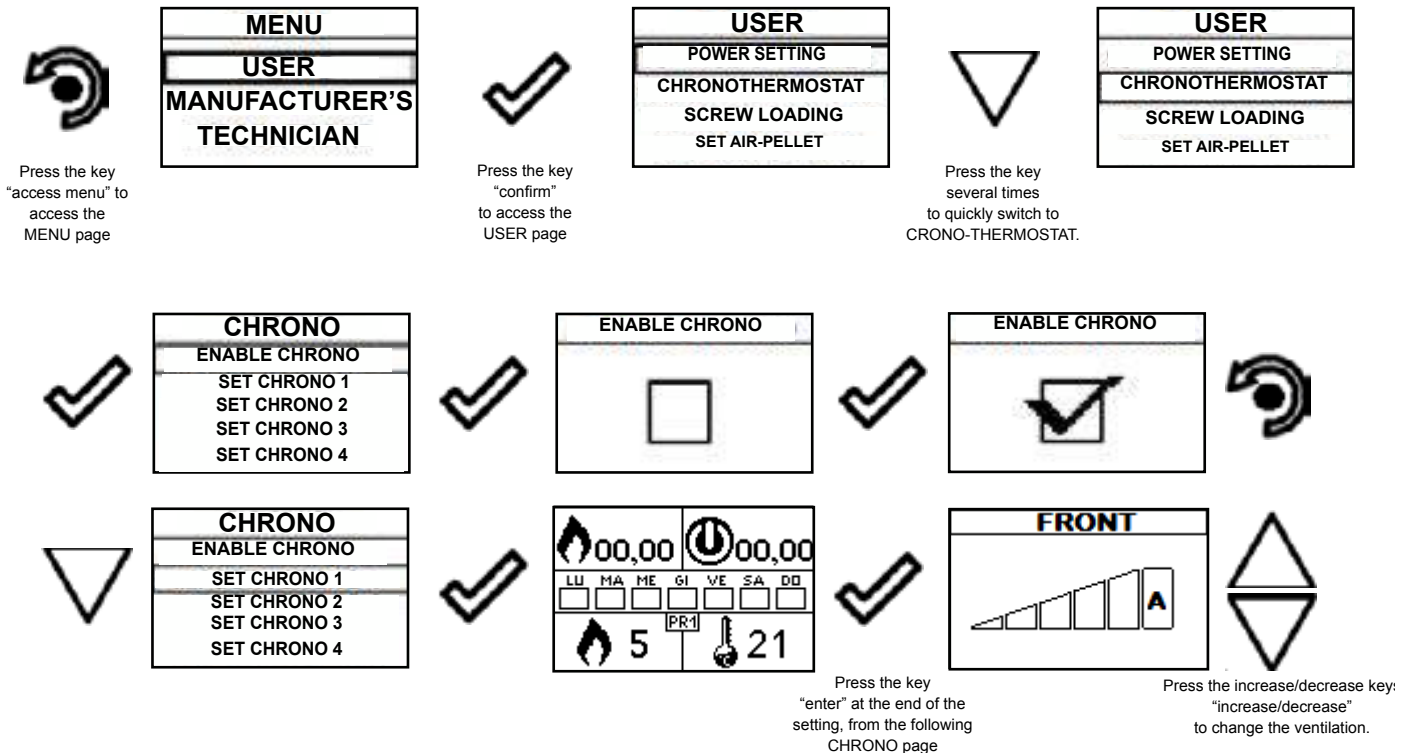 MENU
USER
MANUFACTURER'S
TECHNICIAN
Press the key
“access menu” to
access the
MENU page
Press the key
“confirm”
to access the
USER page
USER
POWER SETTING
CHRONOTHERMOSTAT
SCREW LOADING
SET AIR-PELLET
Press the key
several times
to quickly switch to
CRONO-THERMOSTAT.
USER
POWER SETTING
CHRONOTHERMOSTAT
SCREW LOADING
SET AIR-PELLET
CHRONO
ENABLE CHRONO
SET CHRONO 1
SET CHRONO 2
SET CHRONO 3
SET CHRONO 4
ENABLE CHRONO
ENABLE CHRONO
CHRONO
ENABLE CHRONO
SET CHRONO 1
SET CHRONO 2
SET CHRONO 3
SET CHRONO 4
00,00 00,00
LU MA ME GI VE SA DO
PR1
5 21
Press the key
“enter” at the end of the
setting, from the following
CHRONO page
FRONT
A
Press the increase/decrease keys
“increase/decrease”
to change the ventilation.